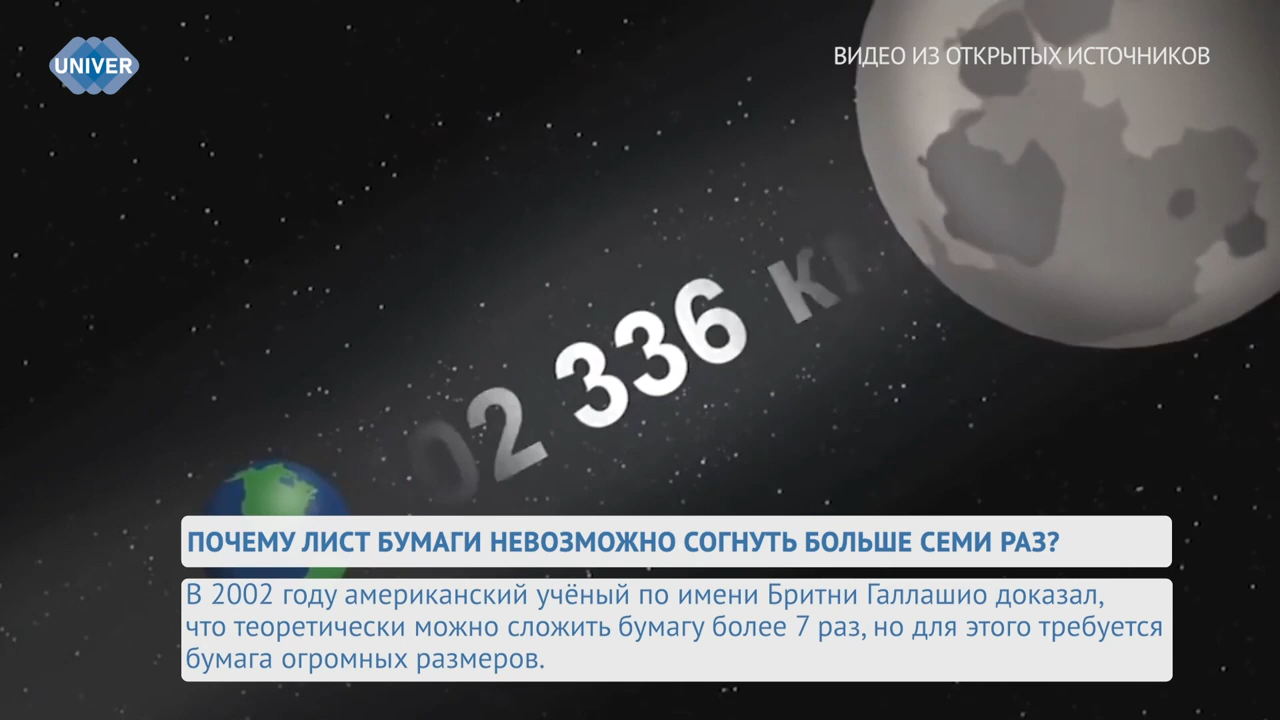 UNIVER
ВИДЕО ИЗ ОТКРЫТЫХ ИСТОЧНИКОВ
02 336 к
ПОЧЕМУ ЛИСТ БУМАГИ НЕВОЗМОЖНО СОГНУТЬ БОЛЬШЕ СЕМИ РАЗ?
В 2002 году американский учёный по имени Бритни Галлашио доказал,
что теоретически можно сложить бумагу более 7 раз, но для этого требуется
бумага огромных размеров.